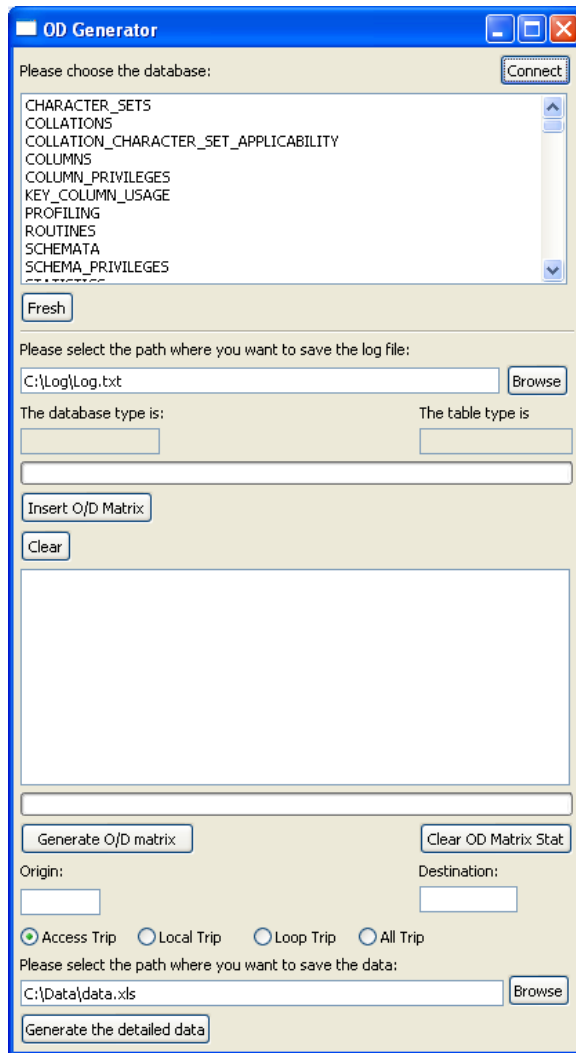 OD Generator
Please choose the database:
Connect
CHARACTER_SETS
COLLATIONS
COLLATION_CHARACTER_SET_APPLICABILITY
COLUMNS
COLUMN_PRIVILEGES
KEY_COLUMN_USAGE
PROFILING
ROUTINES
SCHEMATA
SCHEMA_PRIVILEGES
Fresh
Please select the path where you want to save the log file:
C:\Log\Log.txt
Browse
The database type is:
The table type is
Insert O/D Matrix
Clear
Generate O/D matrix
Clear OD Matrix Stat
Origin:
Destination:
Access Trip
Local Trip
Loop Trip
All Trip
Please select the path where you want to save the data:
C:\Data\data.xls
Browse
Generate the detailed data